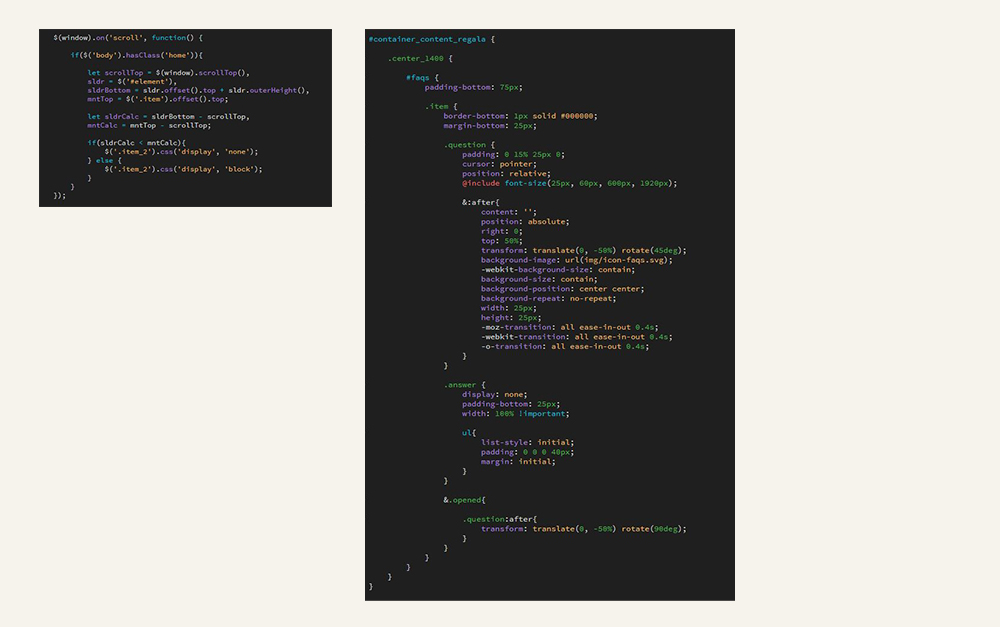 $(window).on('scroll', function() {
if($('body').hasClass('home')){
let scrollTop = $(window).scrollTop(),
sldr = $('#element'),
sldrBottom = sldr.offset().top + sldr.outerHeight(),
mntTop = $('.item').offset().top;
let sldrCalc = sldrBottom - scrollTop,
mntCalc = mntTop - scrollTop;
if(sldrCalc < mntCalc){
$('.item_2').css('display', 'none');
} else {
$('.item_2').css('display', 'block');
}
}
});
#container_content_regala {
.center_1400 {
#faqs {
padding-bottom: 75px;
.item {
border-bottom: 1px solid #000000;
margin-bottom: 25px;
.question {
padding: 0 15% 25px 0;
cursor: pointer;
position: relative;
@include font-size(25px, 60px, 600px, 1920px);
&:after{
content: '';
position: absolute;
right: 0;
top: 50%;
transform: translate(0, -50%) rotate(45deg);
background-image: url(img/icon-faqs.svg);
-webkit-background-size: contain;
background-size: contain;
background-position: center center;
background-repeat: no-repeat;
width: 25px;
height: 25px;
-moz-transition: all ease-in-out 0.4s;
-webkit-transition: all ease-in-out 0.4s;
-o-transition: all ease-in-out 0.4s;
}
}
.answer {
display: none;
padding-bottom: 25px;
width: 100% !important;
ul{
list-style: initial;
padding: 0 0 0 40px;
margin: initial;
}
}
&.opened{
.question:after{
transform: translate(0, -50%) rotate(90deg);
}
}
}
}
}
}